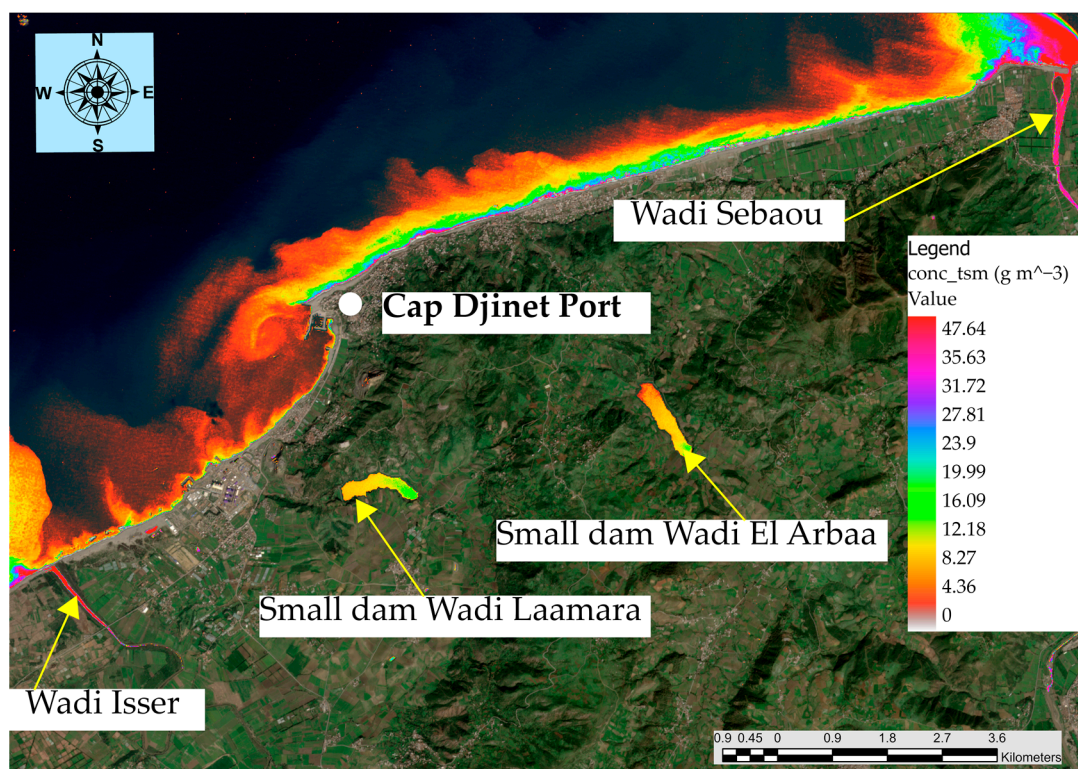 N
W E
S
Wadi Sebaou
Legend
conc_tsm (g m^−3)
Value
47.64
35.63
31.72
27.81
23.9
19.99
16.09
12.18
8.27
4.36
0
Cap Djinet Port
Small dam Wadi El Arbaa
Small dam Wadi Laamara
Wadi Isser
0.9 0.45 0 0.9 1.8 2.7 3.6
Kilometers